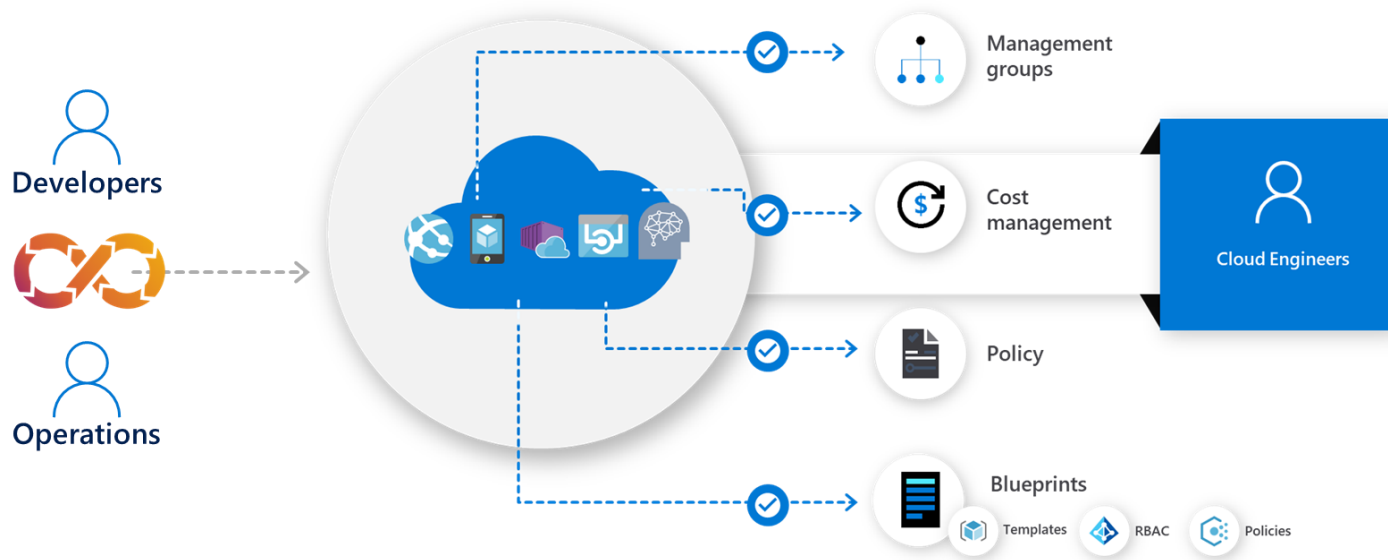 Developers
Operations
Management
groups
$
Cost
management
Cloud Engineers
Policy
Blueprints
Templates
RBAC
Policies